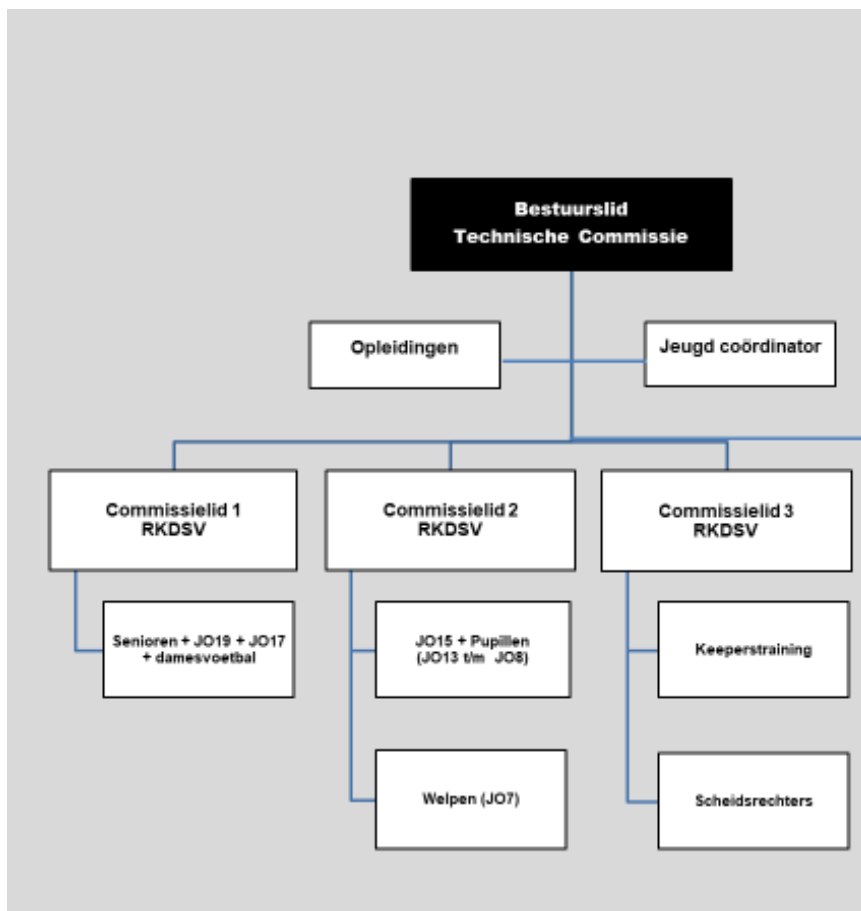 Bestuurslid
Technische Commissie
Opleidingen
Jeugd coördinator
Commissielid 1
RKDSV
Commissielid 2
RKDSV
Commissielid 3
RKDSV
Senioren + JO19 + JO17
+ damesvoetbal
JO15 + Pupillen
(JO13 t/m JO8)
Keeperstraining
Welpen (JO7)
Scheidsrechters